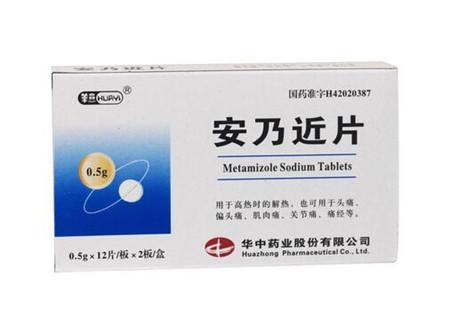 HUAYI®
国药准字H42020387
安乃近片
Metamizole Sodium Tablets
0.5g
用于高热时的解热，也可用于头痛、
偏头痛、肌肉痛、关节痛、痛经等。
0.5g×12片/板×2板/盒
华中药业股份有限公司
Huazhong Pharmaceutical Co., Ltd.